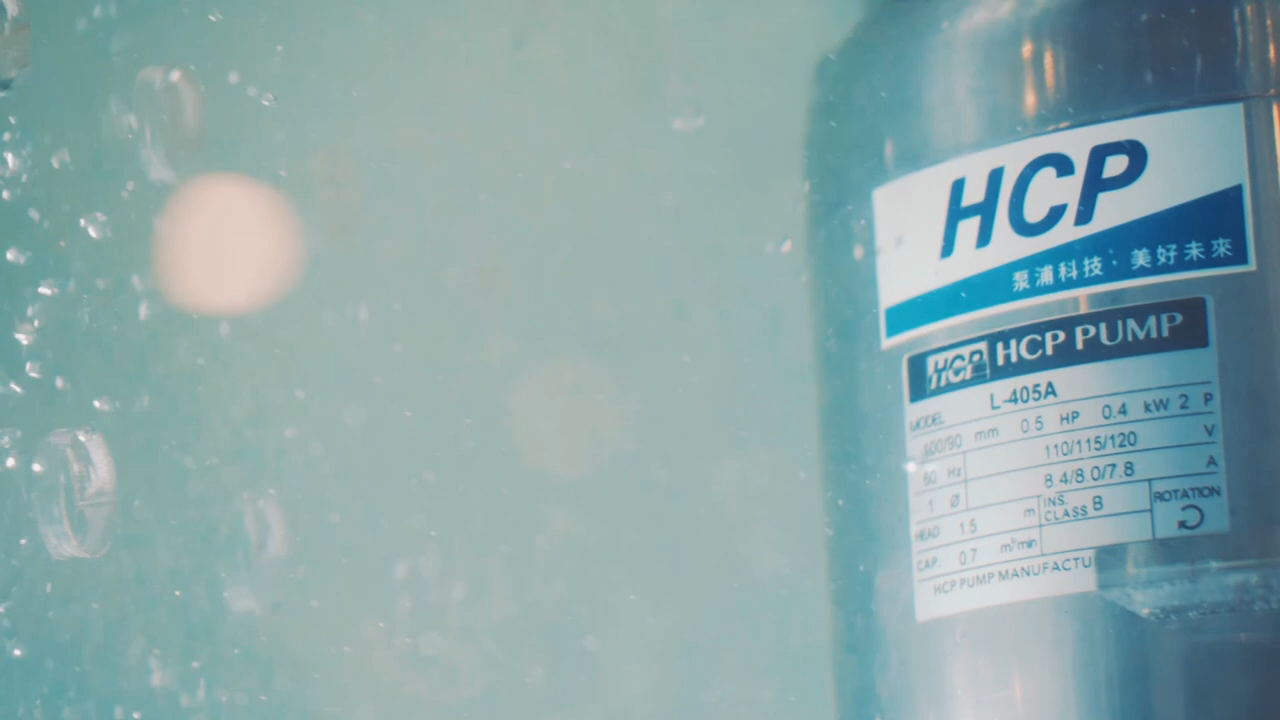 HCP
泵浦科技·美好未來
HCP HCP PUMP
MODEL L-405A
100/90 mm 0.5 HP 0.4 kW 2 P
60 Hz 110/115/120 V
1 Ø 8.4/8.0/7.8 A
HEAD 1.5 m INS. CLASS B ROTATION
CAP. 0.7 m³/min
HCP PUMP MANUFACTU